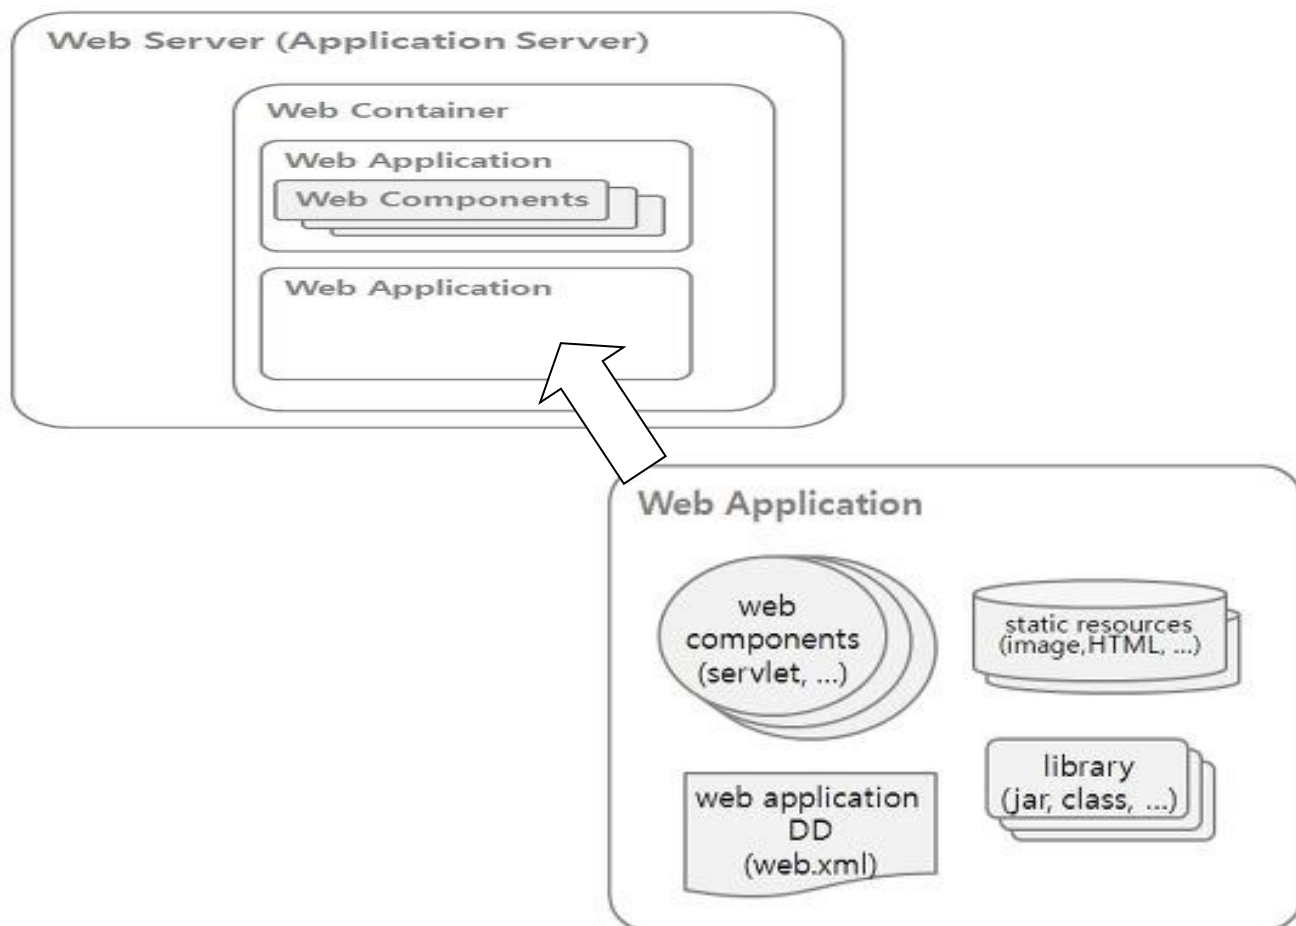 Web Server (Application Server)
Web Container
Web Application
Web Components
Web Application
Web Application
web
components
(servlet, ...)
static resources
(image,HTML, ...)
web application
DD
(web.xml)
library
(jar, class, ...)